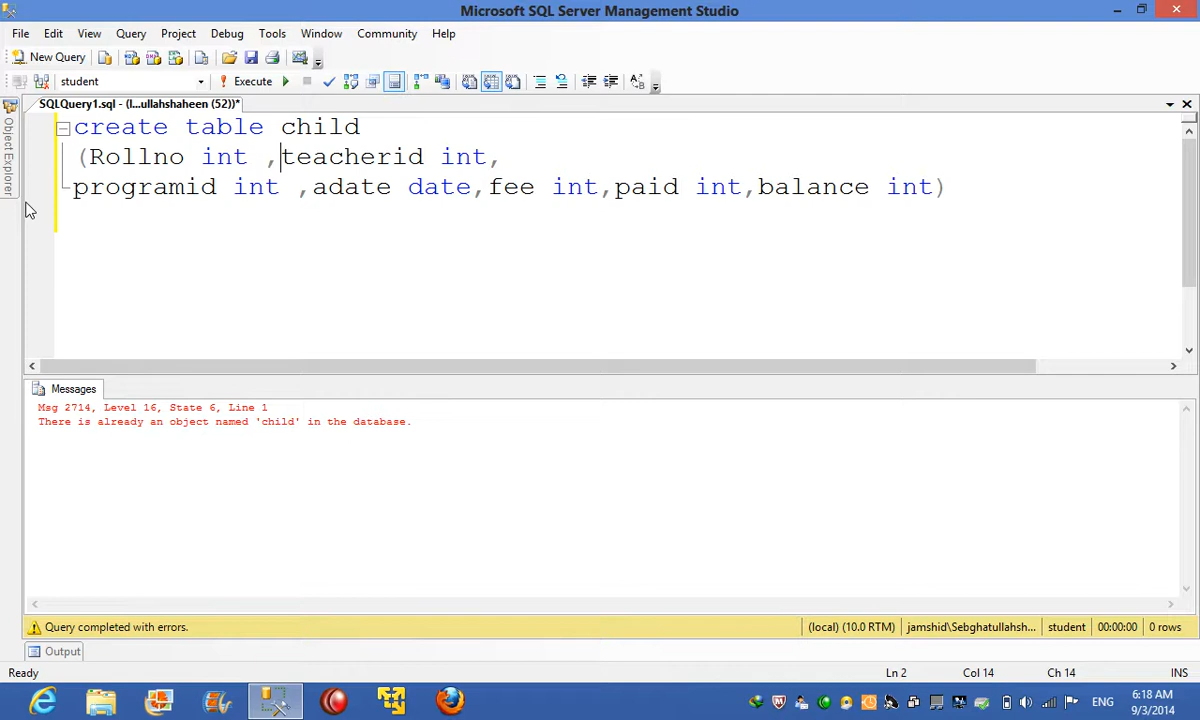 Microsoft SQL Server Management Studio
File Edit View Query Project Debug Tools Window Community Help
New Query
student Execute
SQLQuery1.sql - (l...ullahshaheen (52))*
Object Explorer
create table child
(Rollno int ,teacherid int,
programid int ,adate date,fee int,paid int,balance int)
Messages
Msg 2714, Level 16, State 6, Line 1
There is already an object named 'child' in the database.
Query completed with errors. (local) (10.0 RTM) jamshid\Sebghatullahsh... student 00:00:00 0 rows
Output
Ready Ln 2 Col 14 Ch 14 INS
ENG 6:18 AM
9/3/2014